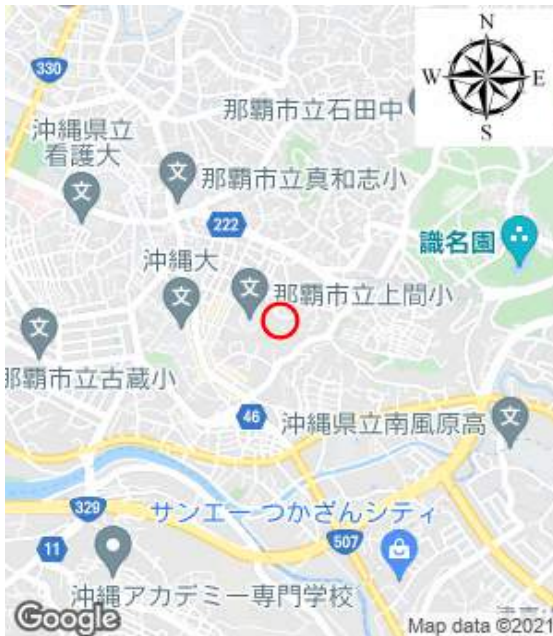 N
330
W
E
那覇市立石田中
沖縄県立
看護大
S
那覇市立真和志小
222
識名園
沖縄大
那覇市立上間小
那覇市立古蔵小
46
沖縄県立南風原高
329
サンエー つかざんシティ
507
11
沖縄アカデミー専門学校
Google
Map data ©2021